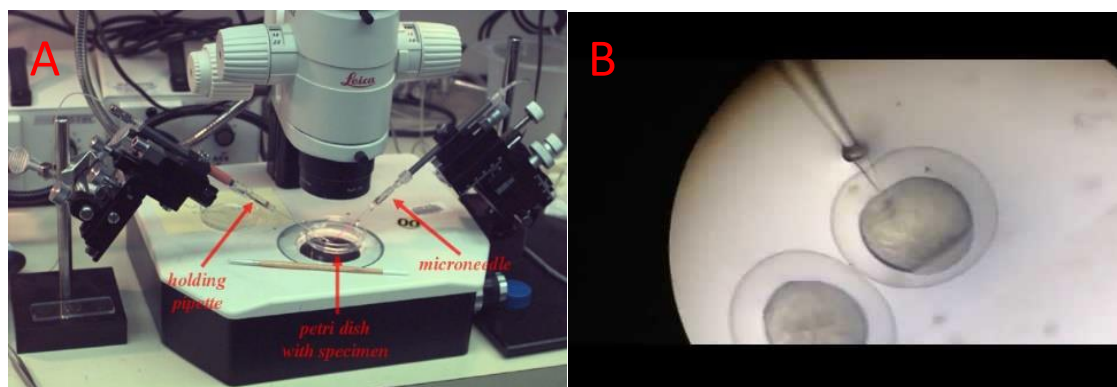 A
Leica
holding
pipette
petri dish
with specimen
microneedle
B